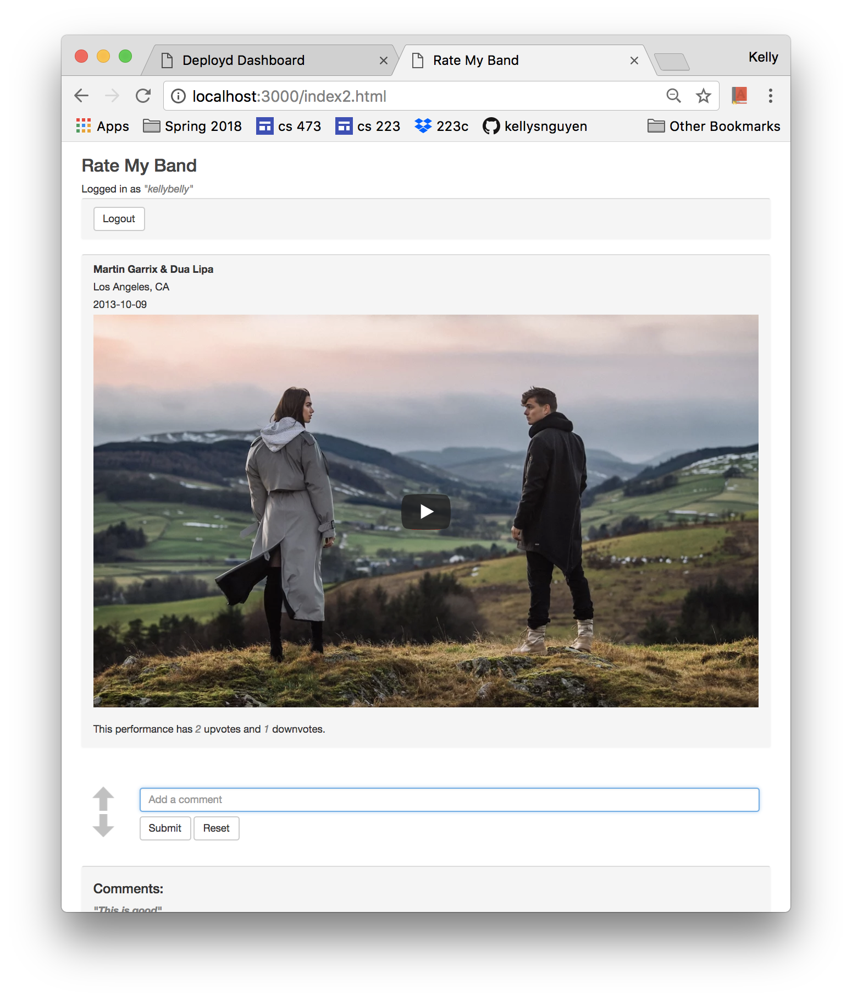 Deployd Dashboard
Rate My Band
Kelly
localhost:3000/index2.html
Apps Spring 2018 cs 473 cs 223 223c kellysnguyen Other Bookmarks
Rate My Band
Logged in as "kellybelly"
Logout
Martin Garrix & Dua Lipa
Los Angeles, CA
2013-10-09
This performance has 2 upvotes and 1 downvotes.
Add a comment
Submit Reset
Comments:
"This is good"